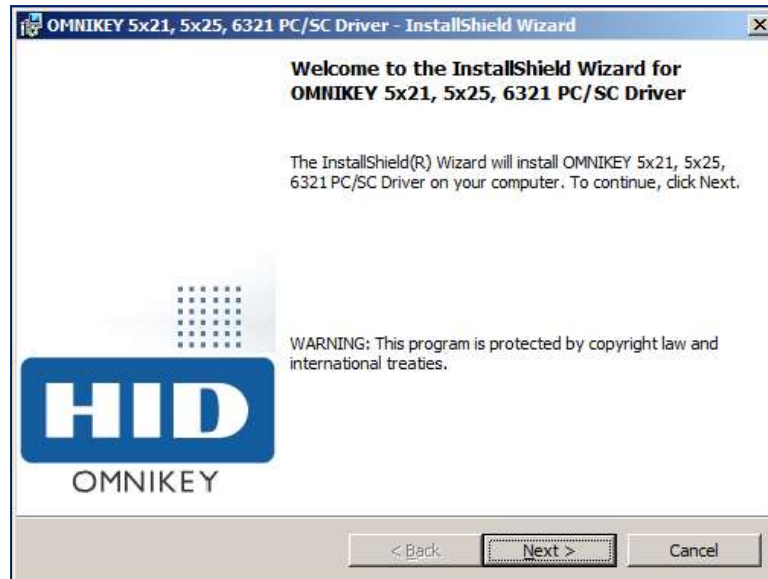 OMNIKEY 5x21, 5x25, 6321 PC/SC Driver - InstallShield Wizard
Welcome to the InstallShield Wizard for
OMNIKEY 5x21, 5x25, 6321 PC/SC Driver
The InstallShield(R) Wizard will install OMNIKEY 5x21, 5x25,
6321 PC/SC Driver on your computer. To continue, click Next.
WARNING: This program is protected by copyright law and
international treaties.
HID
OMNIKEY
< Back Next > Cancel